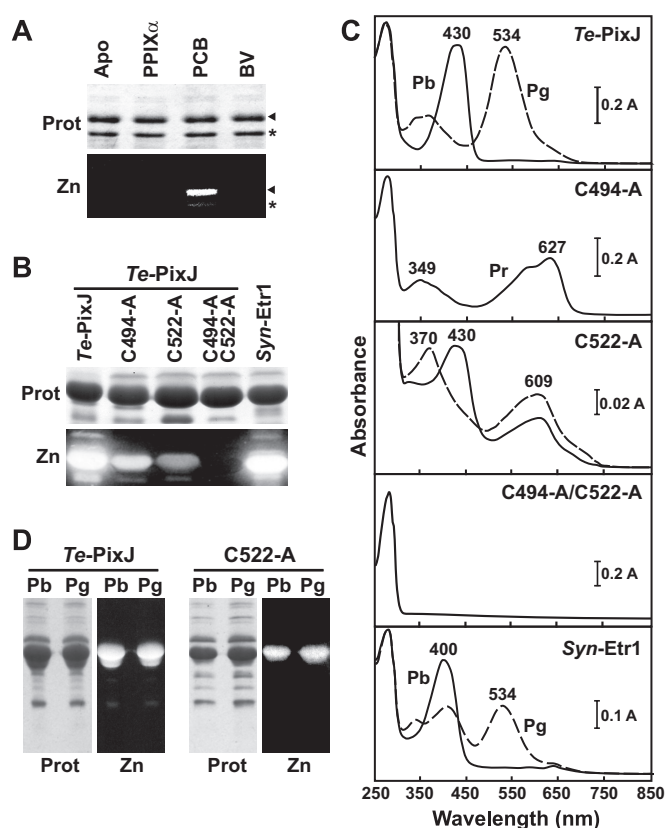 A
Apo
PPIXα
PCB
BV
Prot
*
Zn
*
B
Te-PixJ
Te-PixJ
C494-A
C522-A
C494-A
C522-A
Syn-Etr1
Prot
Zn
D
Te-PixJ
C522-A
Pb Pg Pb Pg
Pb Pg Pb Pg
Prot Zn
Prot Zn
C
Te-PixJ
430
534
Pb
Pg
0.2 A
C494-A
349
Pr
627
0.2 A
C522-A
370
430
609
0.02 A
C494-A/C522-A
0.2 A
Syn-Etr1
400
Pb
534
Pg
0.1 A
Absorbance
250 350 450 550 650 750 850
Wavelength (nm)